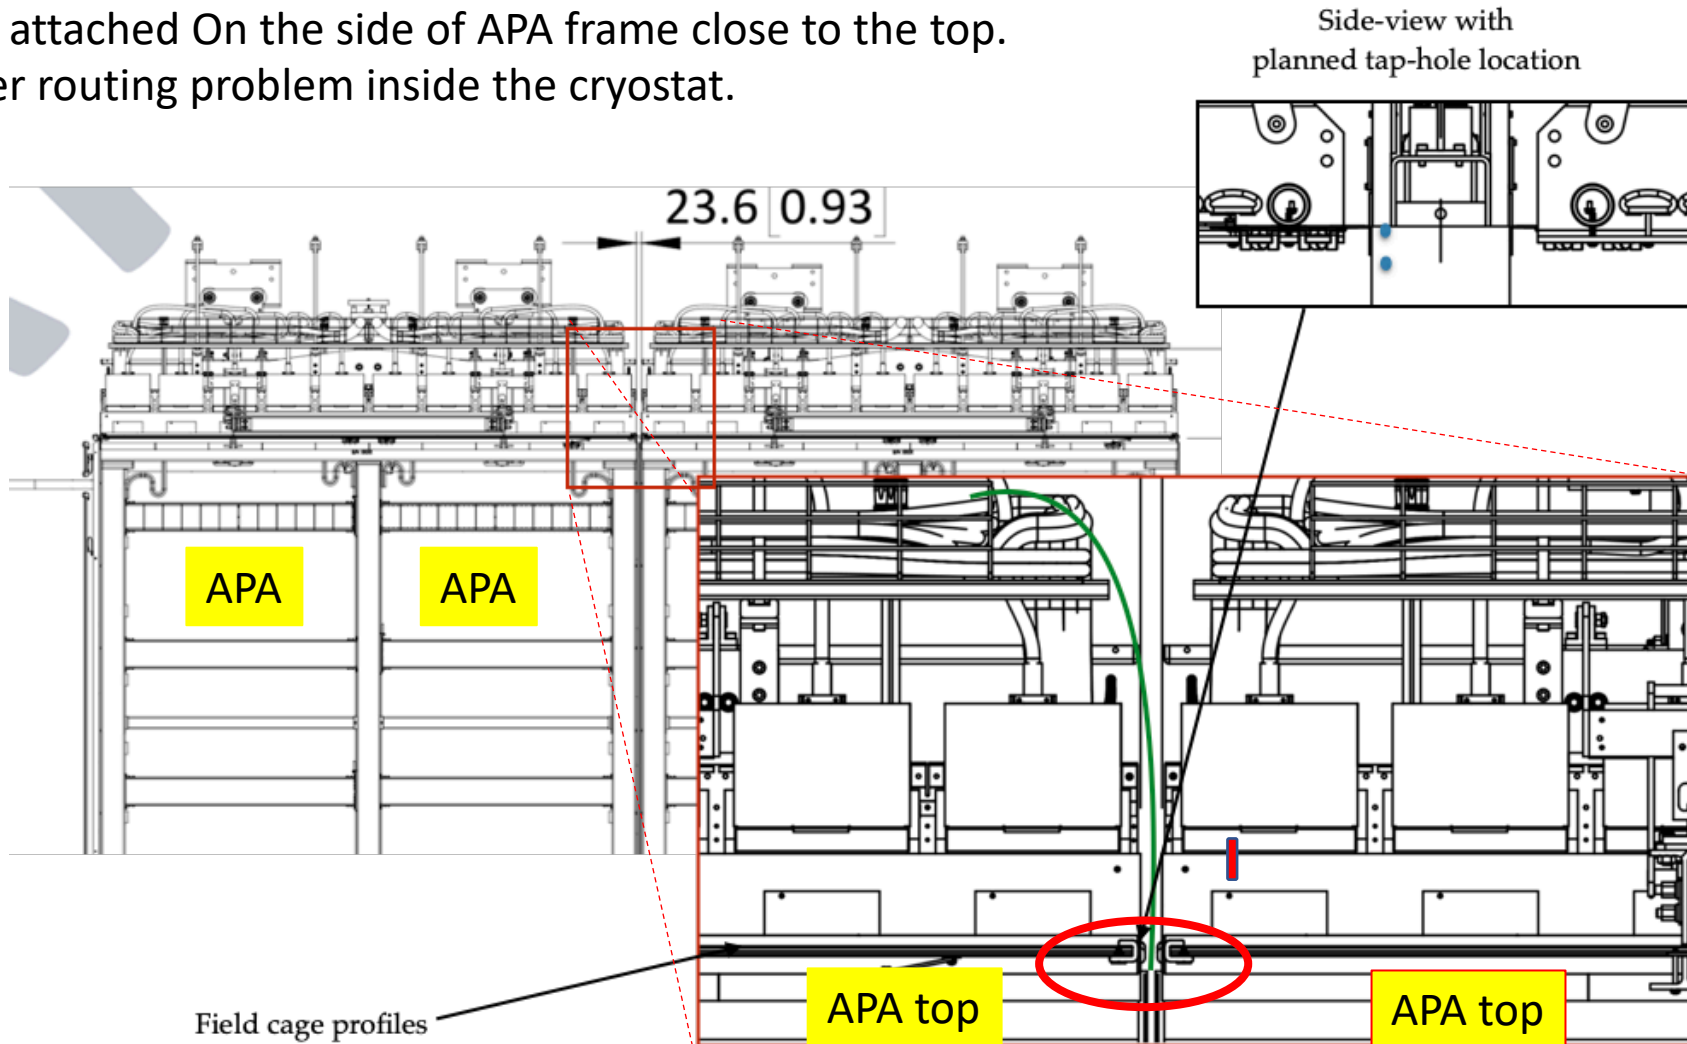 attached On the side of APA frame close to the top.
er routing problem inside the cryostat.
Side-view with
planned tap-hole location
23.6 0.93
APA
APA
APA top
APA top
Field cage profiles